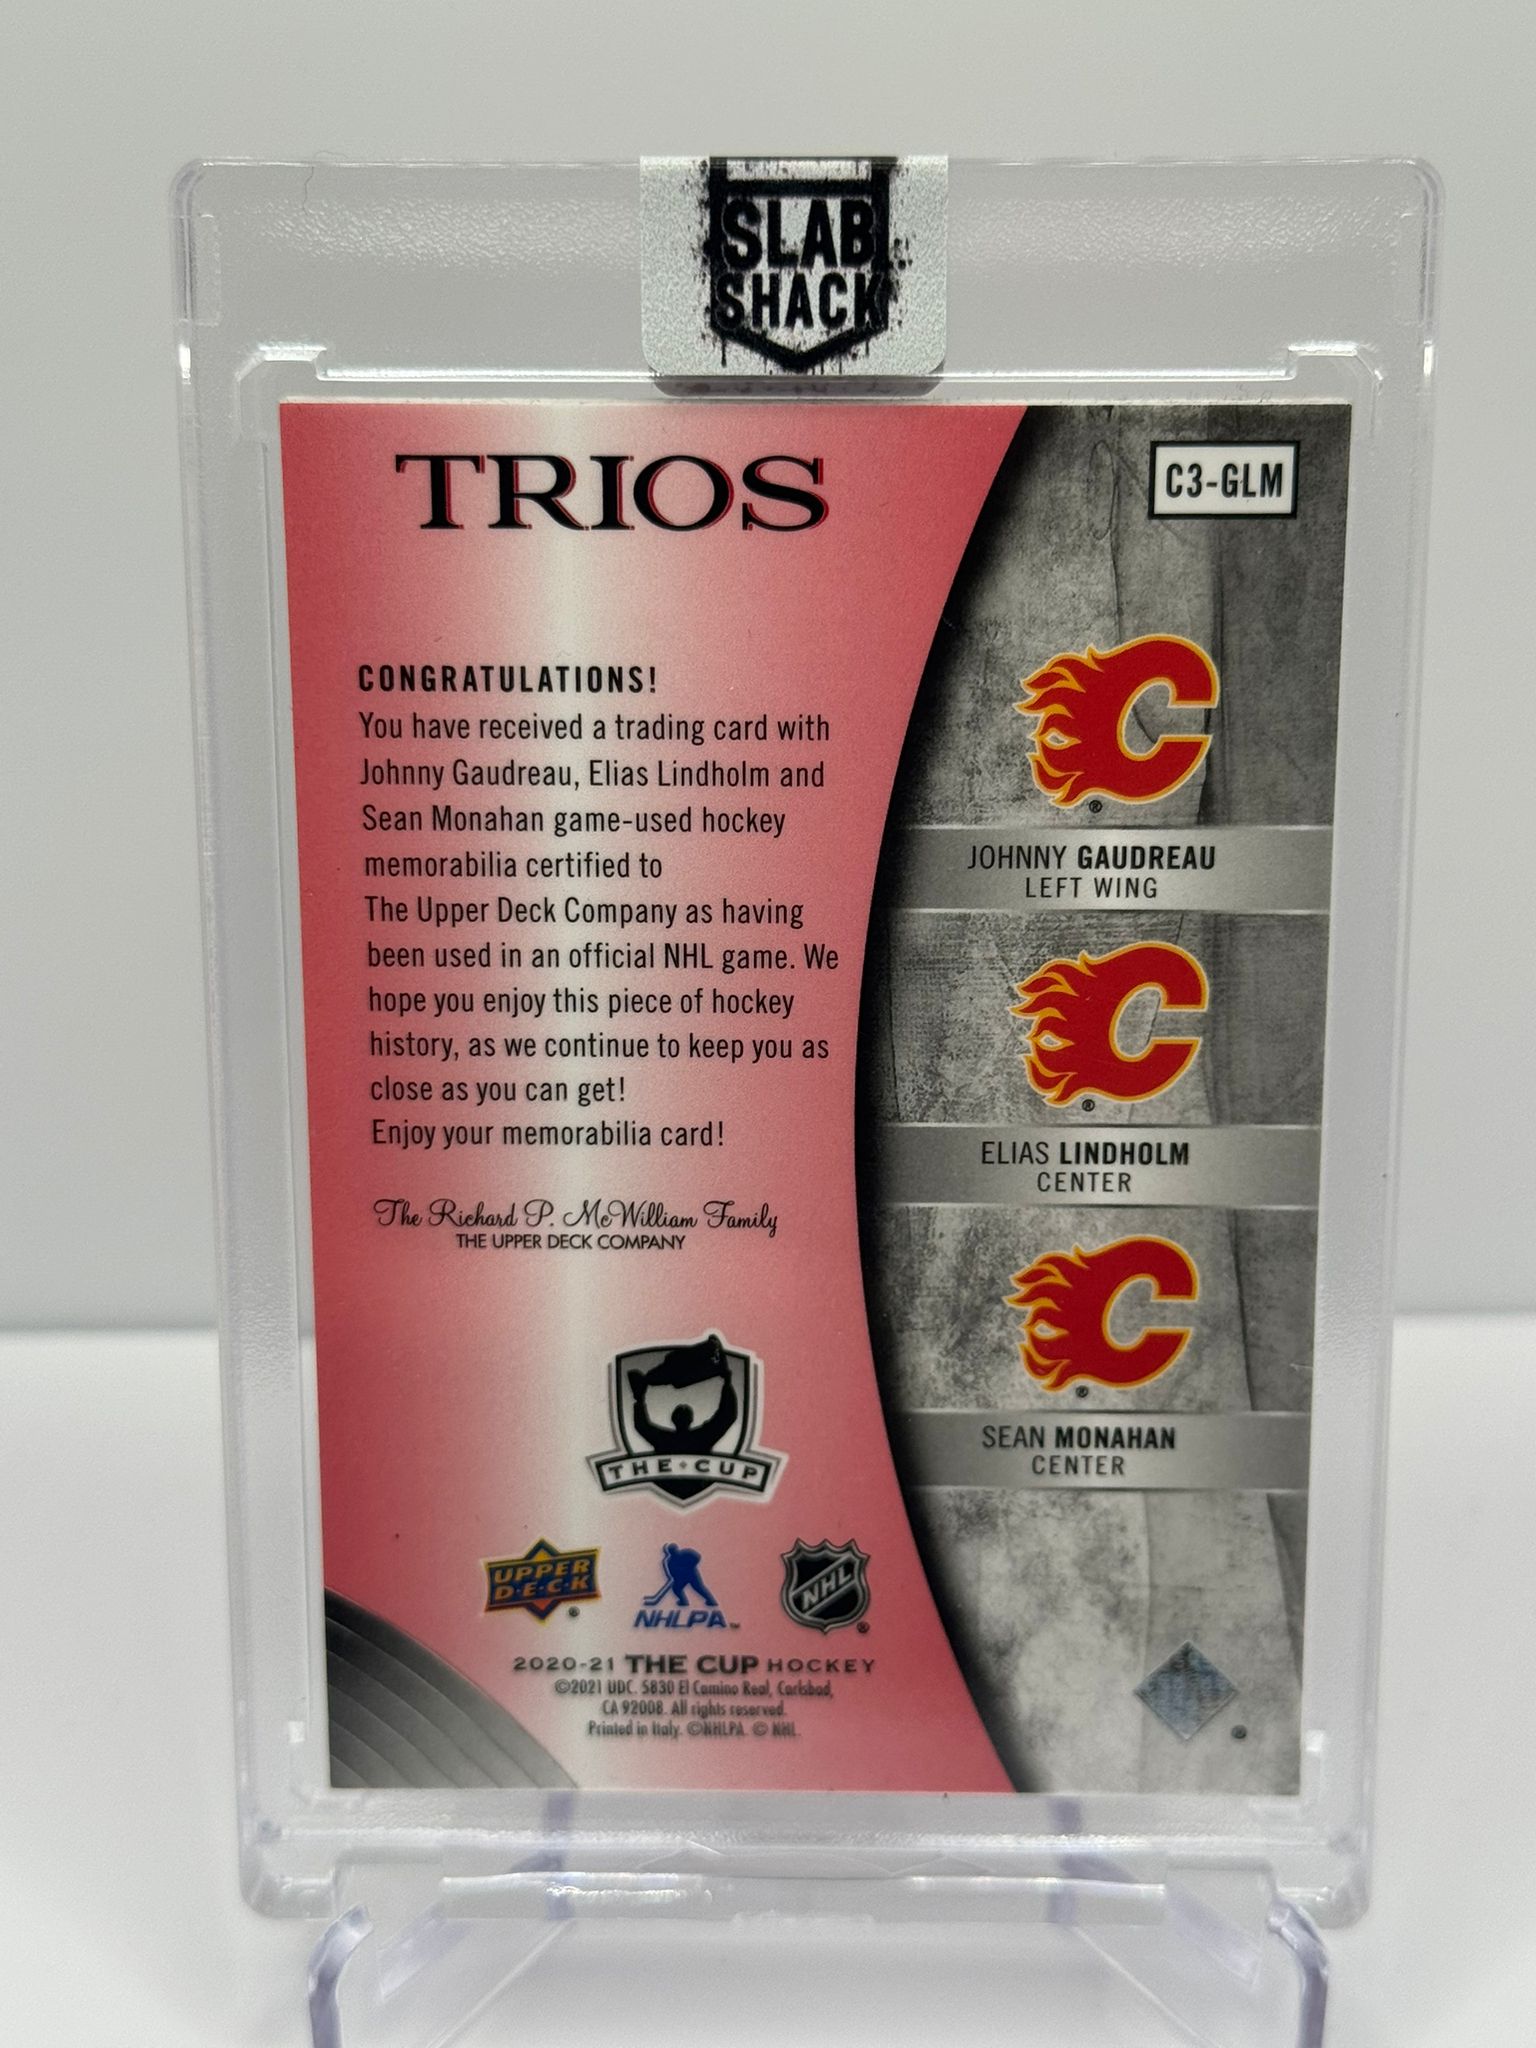 SLAB
SHACK
TRIOS
C3-GLM
CONGRATULATIONS!
You have received a trading card with
Johnny Gaudreau, Elias Lindholm and
Sean Monahan game-used hockey
memorabilia certified to
The Upper Deck Company as having
been used in an official NHL game. We
hope you enjoy this piece of hockey
history, as we continue to keep you as
close as you can get!
Enjoy your memorabilia card!
The Richard P. McWilliam Family
THE UPPER DECK COMPANY
®
JOHNNY GAUDREAU
LEFT WING
®
ELIAS LINDHOLM
CENTER
®
SEAN MONAHAN
CENTER
THE CUP
UPPER
D•E•C•K ®
NHLPA™
NHL ®
2020-21 THE CUP HOCKEY
©2021 UDC. 5830 El Camino Real, Carlsbad,
CA 92008. All rights reserved.
Printed in Italy. ©NHLPA. © NHL.
®